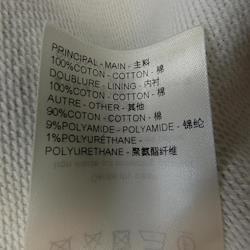 PRINCIPAL - MAIN - 主料
100%COTON - COTTON - 棉
DOUBLURE - LINING - 内衬
100%COTON - COTTON - 棉
AUTRE - OTHER - 其他
90%COTON - COTTON - 棉
9%POLYAMIDE - POLYAMIDE - 锦纶
1%POLYURÉTHANE -
POLYURETHANE - 聚氨酯纤维